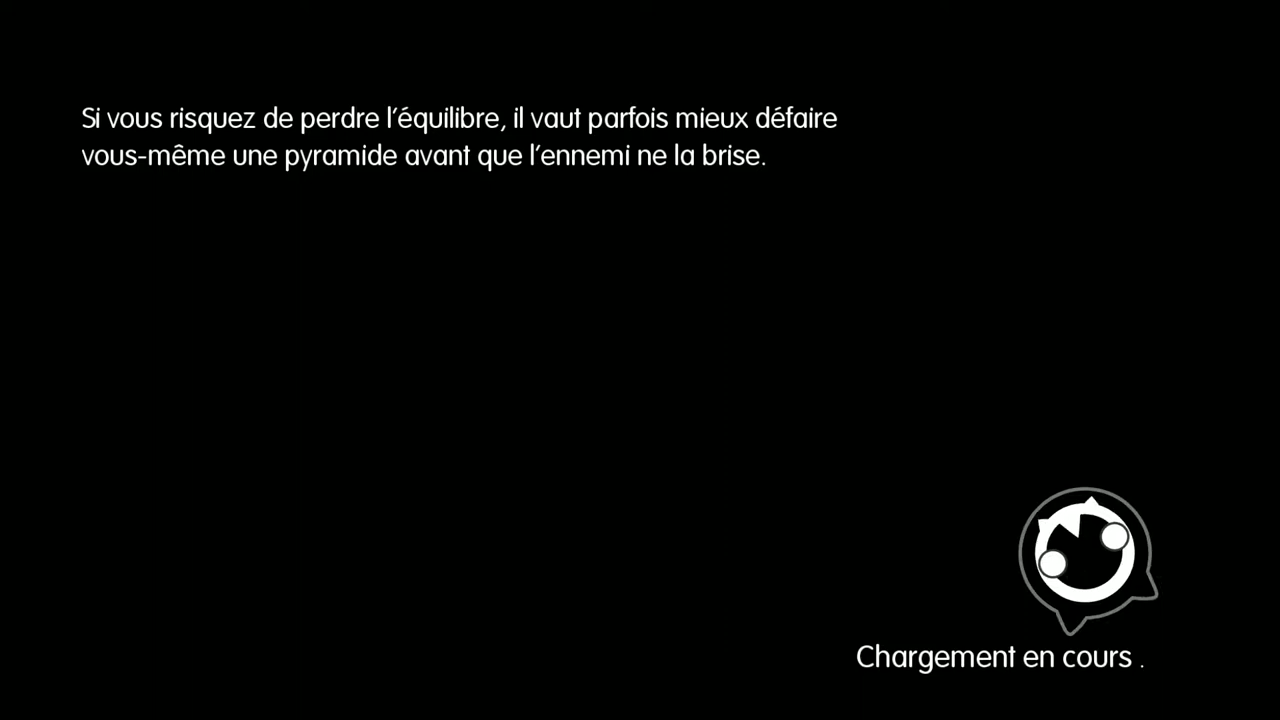 Si vous risquez de perdre l'équilibre, il vaut parfois mieux défaire
vous-même une pyramide avant que l'ennemi ne la brise.
Chargement en cours .